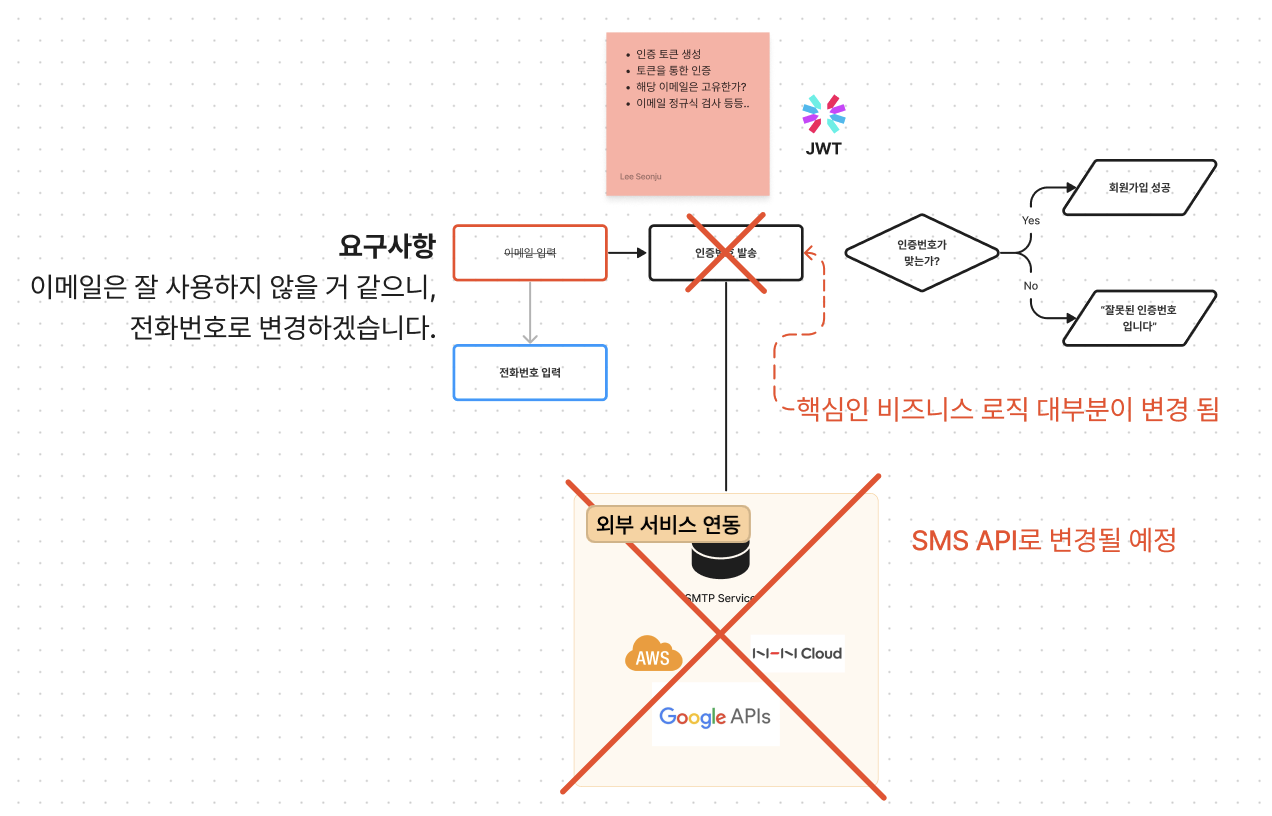 인증 토큰 생성
토큰을 통한 인증
해당 이메일은 고유한가?
이메일 정규식 검사 등등..
Lee Seonju
JWT
요구사항
이메일은 잘 사용하지 않을 거 같으니,
전화번호로 변경하겠습니다.
이메일 입력
인증번호 발송
전화번호 입력
인증번호가
맞는가?
Yes
No
회원가입 성공
“잘못된 인증번호
입니다”
핵심인 비즈니스 로직 대부분이 변경 됨
외부 서비스 연동
SMTP Service
AWS
NHN Cloud
Google APIs
SMS API로 변경될 예정